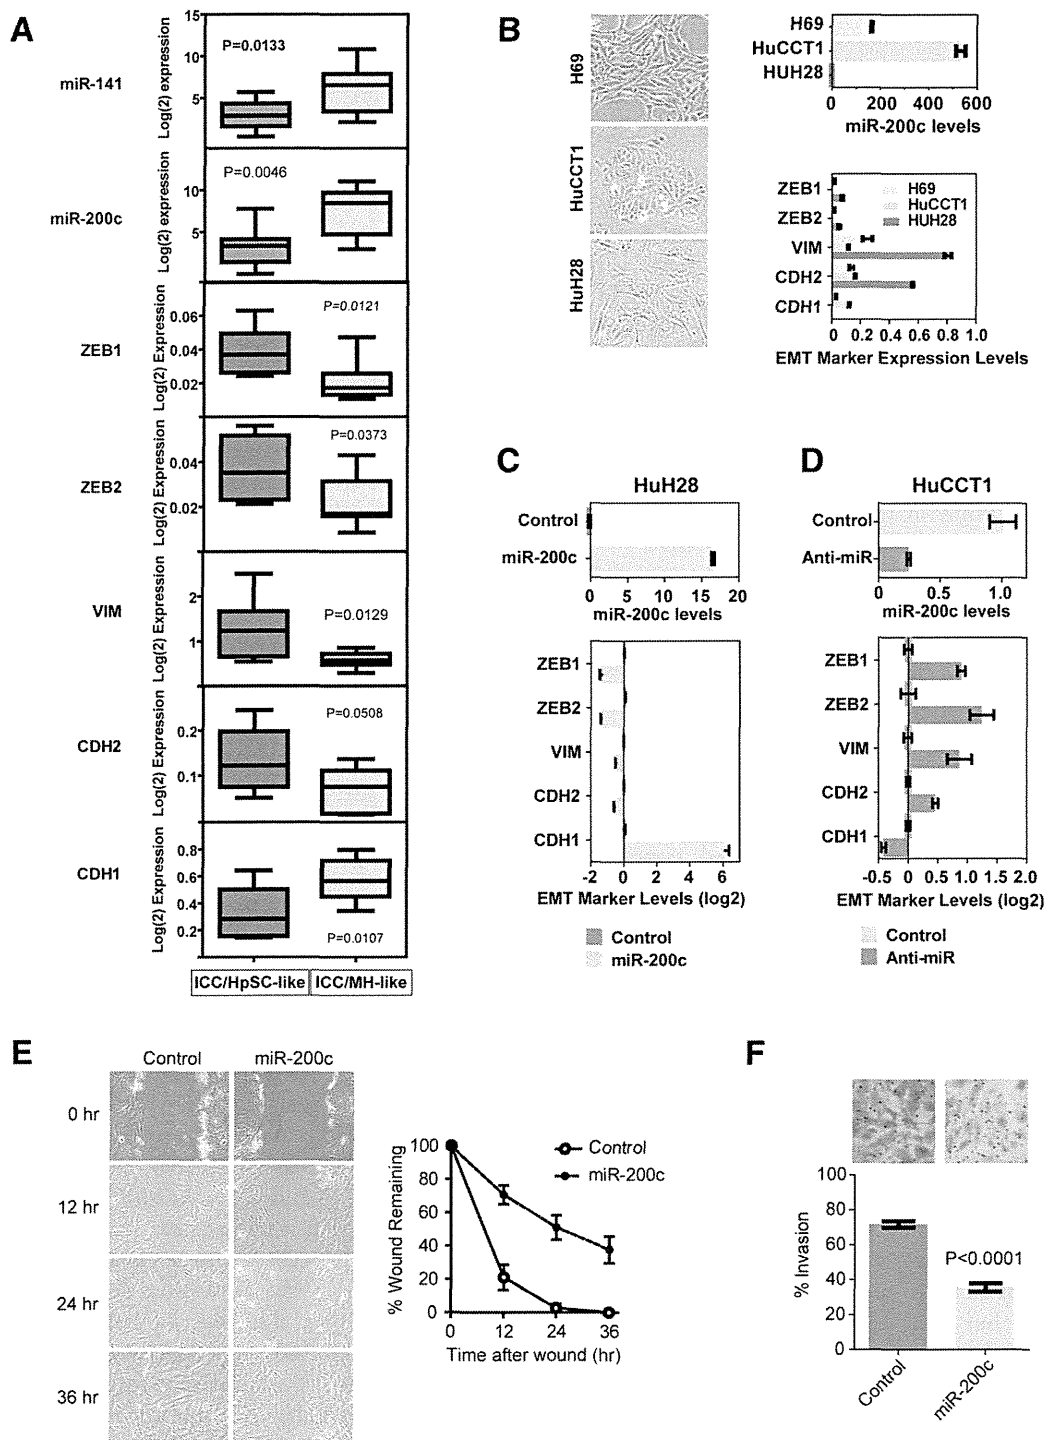 A
miR-141
Log(2) expression
15
10
5
P=0.0133
miR-200c
Log(2) expression
10
5
P=0.0046
ZEB1
Log(2) Expression
0.06
0.04
0.02
P=0.0121
ZEB2
Log(2) Expression
0.04
0.02
P=0.0373
VIM
Log(2) Expression
2
1
P=0.0129
CDH2
Log(2) Expression
0.2
0.1
P=0.0508
CDH1
Log(2) Expression
0.8
0.6
0.4
0.2
P=0.0107
ICC/HpSC-like
ICC/MH-like
B
H69
HuCCT1
HuH28
H69
HuCCT1
HUH28
0 200 400 600
miR-200c levels
ZEB1
ZEB2
VIM
CDH2
CDH1
H69
HuCCT1
HUH28
0 0.2 0.4 0.6 0.8 1.0
EMT Marker Expression Levels
C
HuH28
Control
miR-200c
0 5 10 15 20
miR-200c levels
ZEB1
ZEB2
VIM
CDH2
CDH1
-2 0 2 4 6
EMT Marker Levels (log2)
Control
miR-200c
D
HuCCT1
Control
Anti-miR
0 0.5 1.0
miR-200c levels
ZEB1
ZEB2
VIM
CDH2
CDH1
-0.5 0 0.5 1.0 1.5 2.0
EMT Marker Levels (log2)
Control
Anti-miR
E
Control miR-200c
0 hr
12 hr
24 hr
36 hr
% Wound Remaining
100
80
60
40
20
0
Control
miR-200c
0 12 24 36
Time after wound (hr)
F
% Invasion
100
80
60
40
20
0
P<0.0001
Control
miR-200c